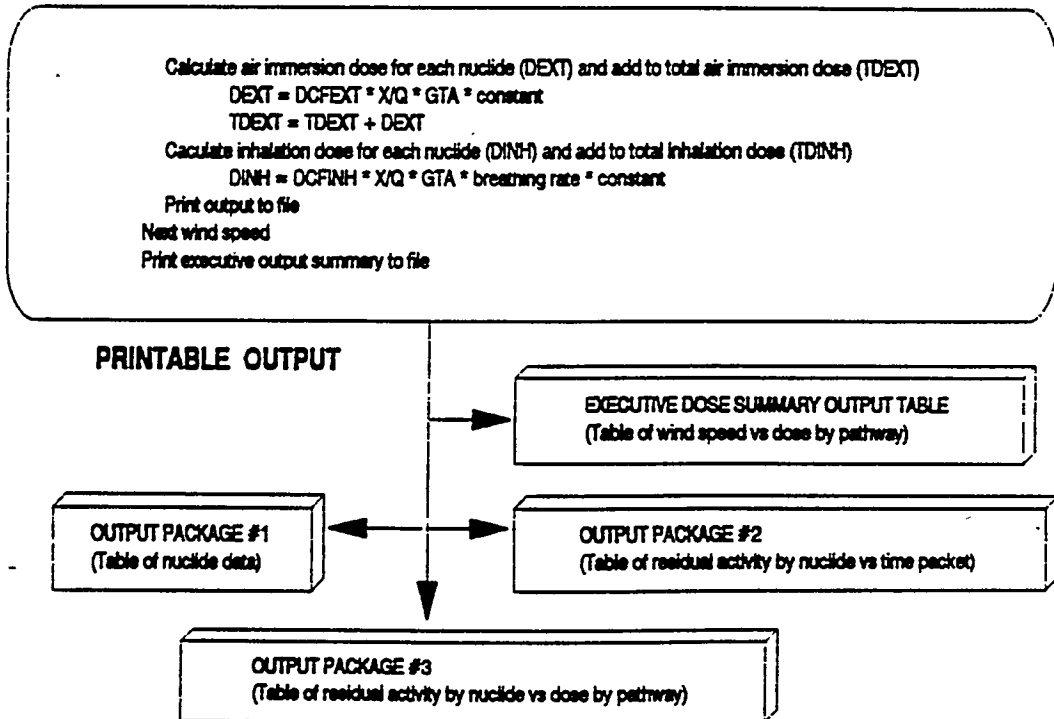 Calculate air immersion dose for each nuclide (DEXT) and add to total air immersion dose (TDEXT)
DEXT = DCFEXT * X/Q * GTA * constant
TDEXT = TDEXT + DEXT
Caculate inhalation dose for each nuclide (DINH) and add to total inhalation dose (TDINH)
DINH = DCFINH * X/Q * GTA * breathing rate * constant
Print output to file
Next wind speed
Print executive output summary to file
PRINTABLE OUTPUT
EXECUTIVE DOSE SUMMARY OUTPUT TABLE
(Table of wind speed vs dose by pathway)
OUTPUT PACKAGE #1
(Table of nuclide data)
OUTPUT PACKAGE #2
(Table of residual activity by nuclide vs time packet)
OUTPUT PACKAGE #3
(Table of residual activity by nuclide vs dose by pathway)